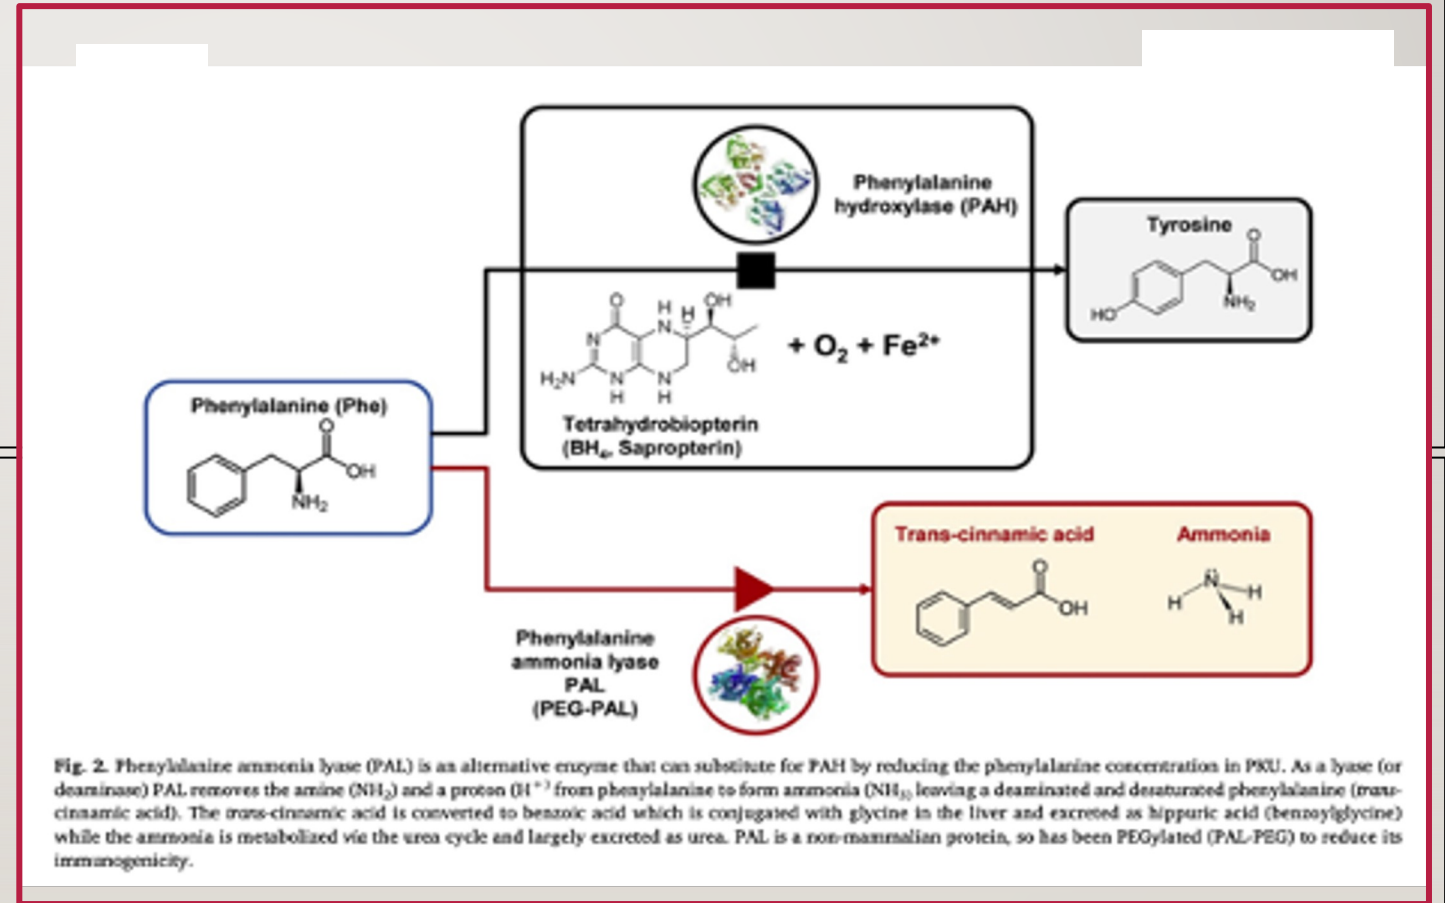 Phenylalanine
hydroxylase (PAH)
Tyrosine
O
OH
NH₂
HO
O
H
N
H
OH
N
H₂N
N
H
N
H
OH
+ O₂ + Fe²⁺
Tetrahydrobiopterin
(BH₄, Sapropterin)
Phenylalanine (Phe)
O
OH
NH₂
Trans-cinnamic acid
Ammonia
O
OH
N
H
H
H
Phenylalanine
ammonia lyase
PAL
(PEG-PAL)
Fig. 2. Phenylalanine ammonia lyase (PAL) is an alternative enzyme that can substitute for PAH by reducing the phenylalanine concentration in PKU. As a lyase (or
deaminase) PAL removes the amine (NH₂) and a proton (H⁺) from phenylalanine to form ammonia (NH₃) leaving a deaminated and desaturated phenylalanine (trans-
cinnamic acid). The trans-cinnamic acid is converted to benzoic acid which is conjugated with glycine in the liver and excreted as hippuric acid (benzoylglycine)
while the ammonia is metabolized via the urea cycle and largely excreted as urea. PAL is a non-mammalian protein, so has been PEGylated (PAL-PEG) to reduce its
immunogenicity.